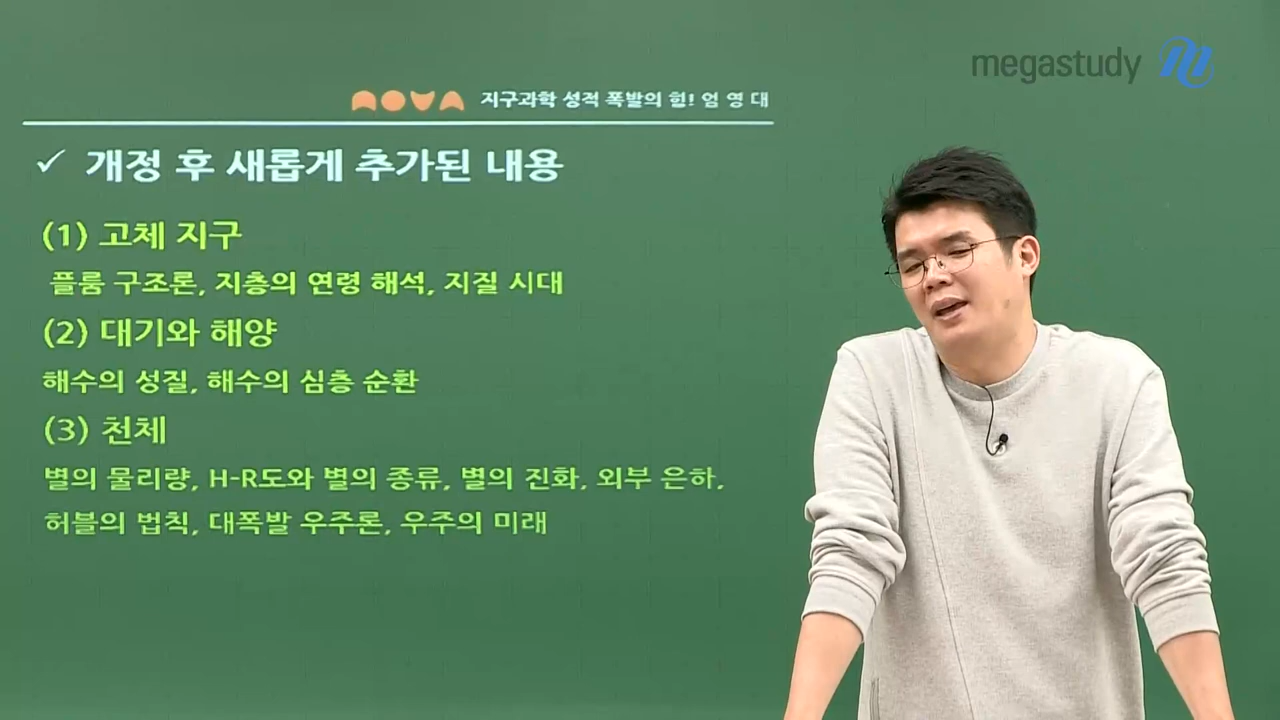 megastudy
NOVA 지구과학 성적 폭발의 힘! 엄영대
✓ 개정 후 새롭게 추가된 내용
(1) 고체 지구
플룸 구조론, 지층의 연령 해석, 지질 시대
(2) 대기와 해양
해수의 성질, 해수의 심층 순환
(3) 천체
별의 물리량, H-R도와 별의 종류, 별의 진화, 외부 은하,
허블의 법칙, 대폭발 우주론, 우주의 미래